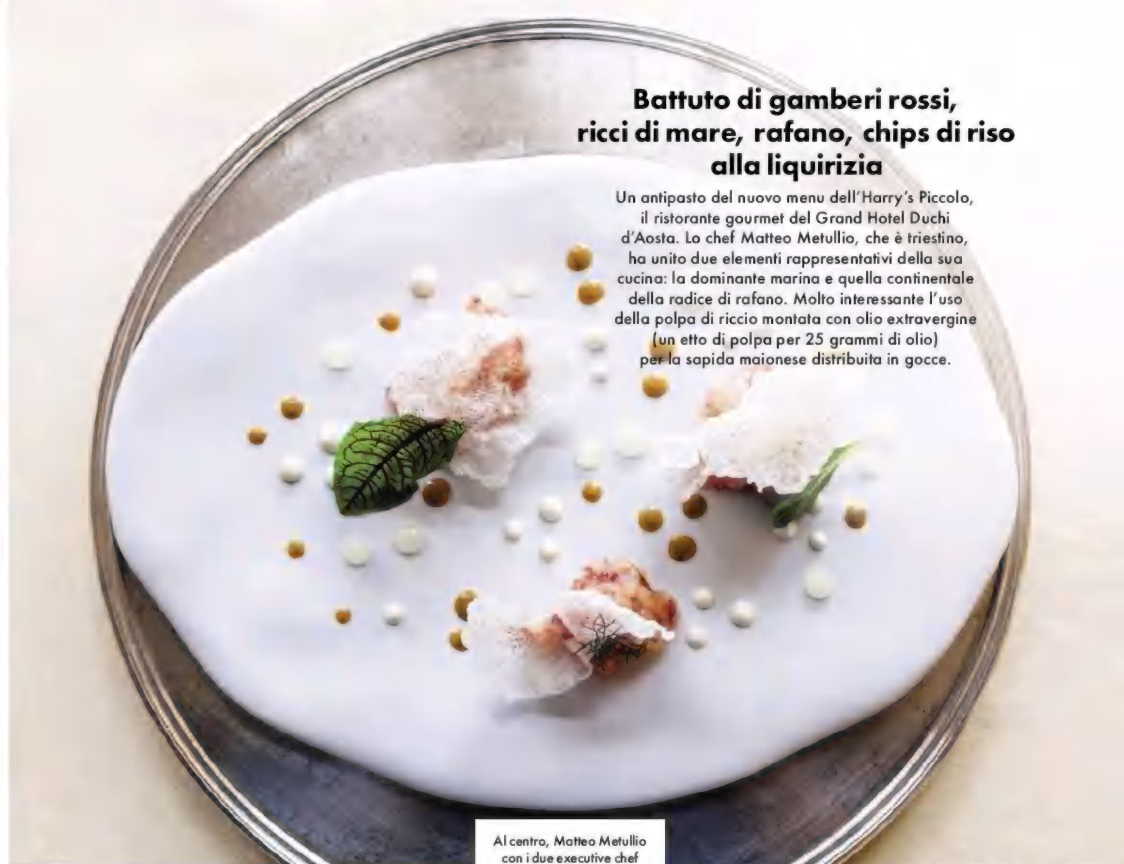 Battuto di gamberi rossi,
ricci di mare, rafano, chips di riso
alla liquirizia
Un antipasto del nuovo menu dell'Harry's Piccolo,
il ristorante gourmet del Grand Hotel Duchi
d'Aosta. Lo chef Matteo Metullio, che è triestino,
ha unito due elementi rappresentativi della sua
cucina: la dominante marina e quella continentale
della radice di rafano. Molto interessante l'uso
della polpa di riccio montata con olio extravergine
(un etto di polpa per 25 grammi di olio)
per la sapida maionese distribuita in gocce.
Al centro, Matteo Metullio
con i due executive chef